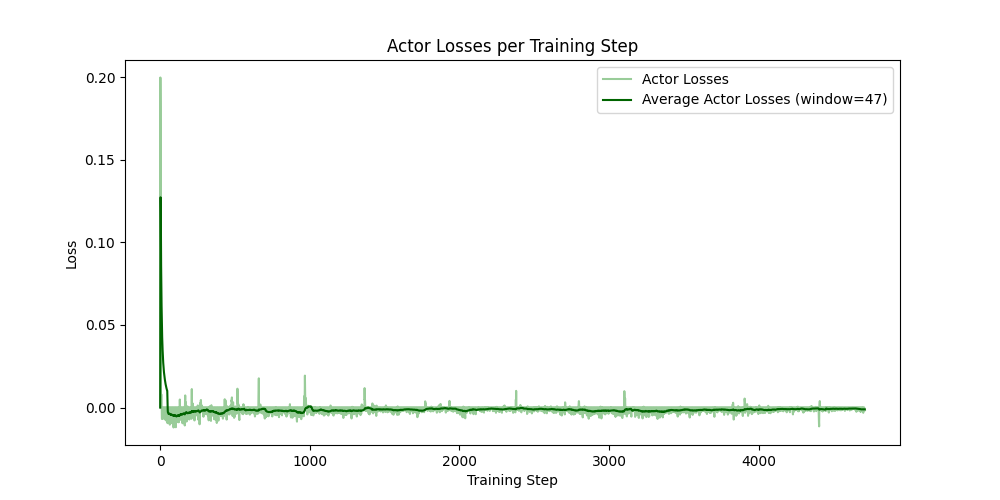 Actor Losses per Training Step
Actor Losses
Average Actor Losses (window=47)
Loss
0.20
0.15
0.10
0.05
0.00
0
1000
2000
3000
4000
Training Step